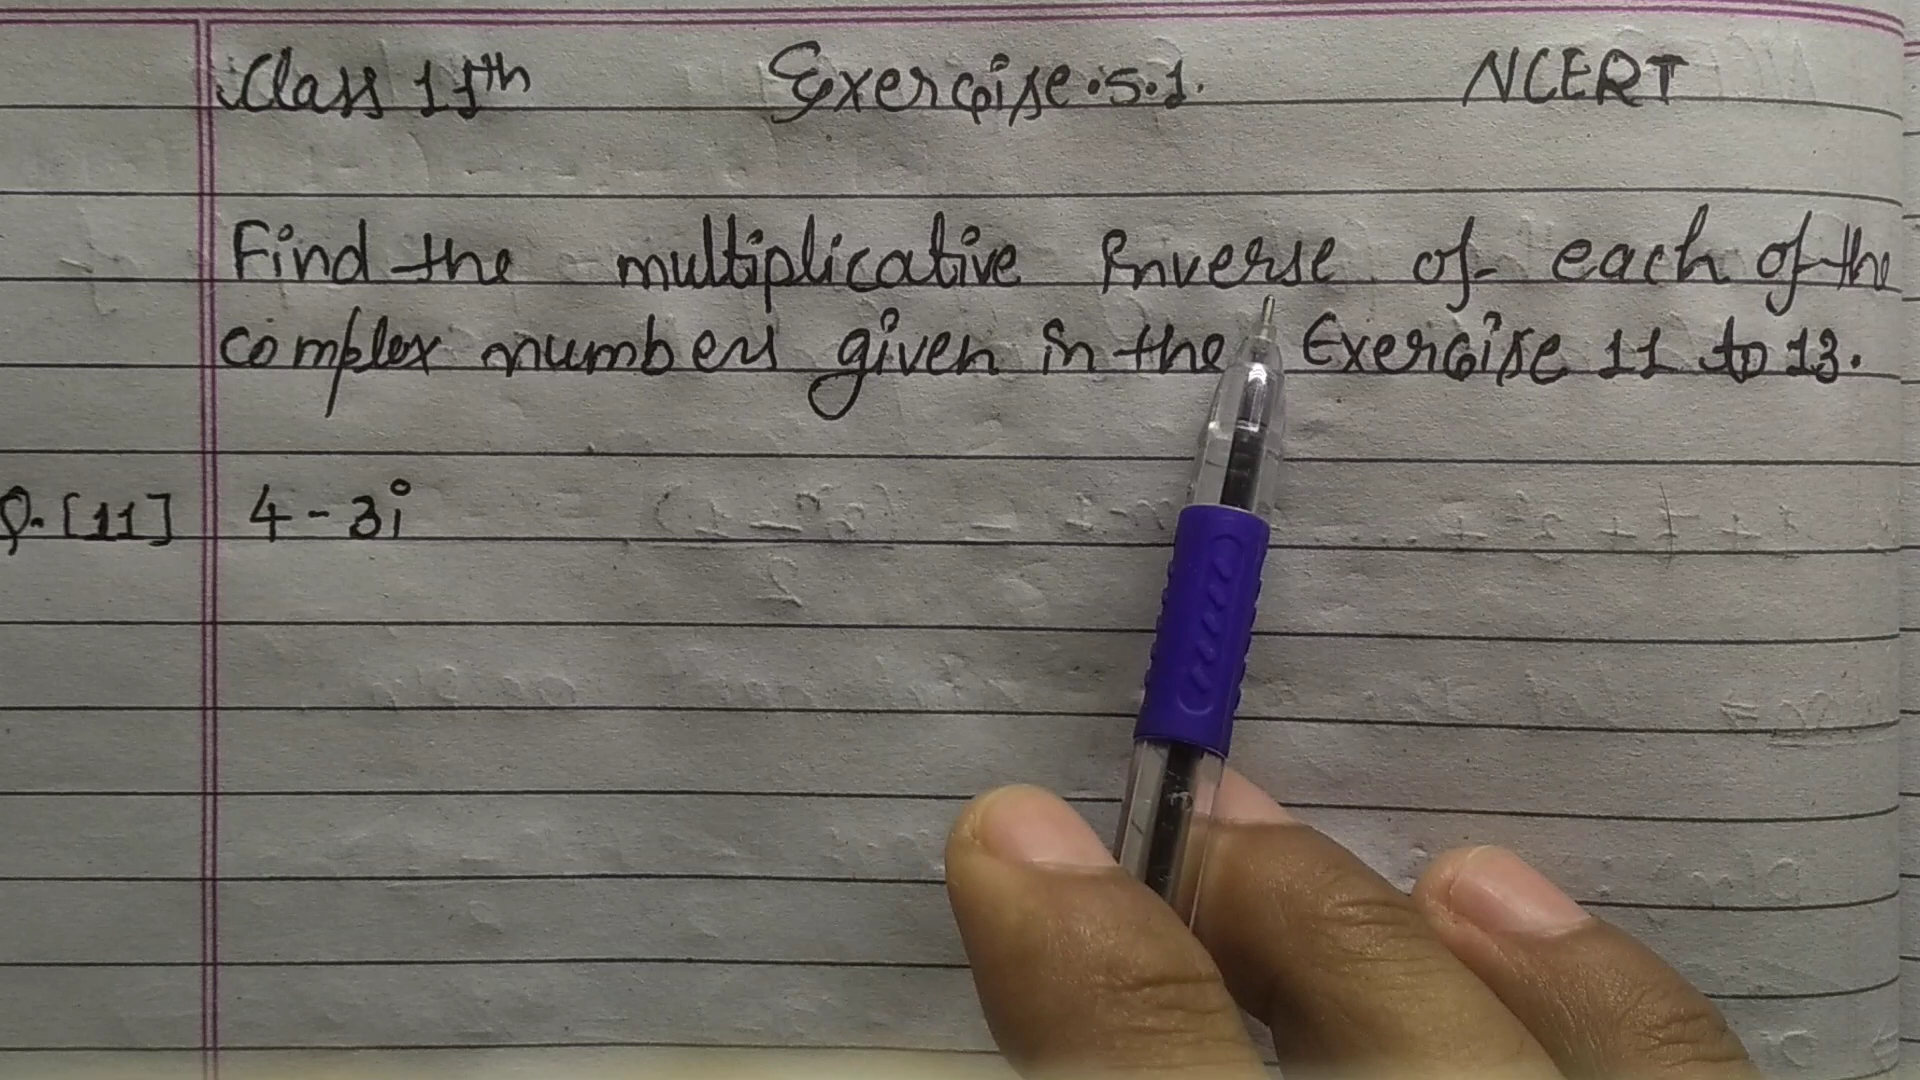 Class 11th Exercise.5.1. NCERT
Find the multiplicative Inverse of each of the
complex numbers given in the Exercise 11 to 13.
Q.[11] 4-3i